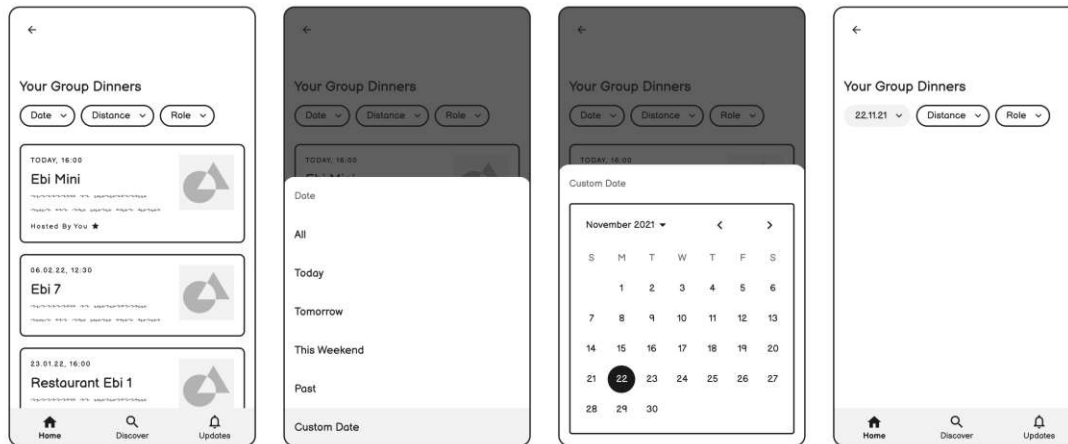 Your Group Dinners
Date
Distance
Role
TODAY, 16:00
Ebi Mini
Hosted By You
06.02.22, 12:30
Ebi 7
23.01.22, 16:00
Restaurant Ebi 1
Home
Discover
Updates
Your Group Dinners
Date
Distance
Role
TODAY, 16:00
Ebi Mini
Date
All
Today
Tomorrow
This Weekend
Past
Custom Date
Your Group Dinners
Date
Distance
Role
TODAY, 16:00
Custom Date
November 2021
S M T W T F S
1 2 3 4 5 6
7 8 9 10 11 12 13
14 15 16 17 18 19 20
21 22 23 24 25 26 27
28 29 30
Your Group Dinners
22.11.21
Distance
Role
Home
Discover
Updates